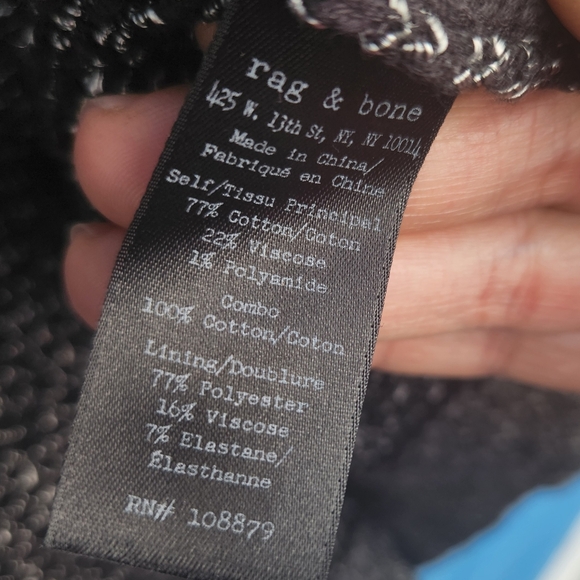 rag & bone
425 W. 13th St, NY, NY 10014
Made in China/
Fabriqué en Chine
Self/Tissu Principal
77% Cotton/Coton
22% Viscose
1% Polyamide
Combo
100% Cotton/Coton
Lining/Doublure
77% Polyester
16% Viscose
7% Elastane/
Élasthanne
RN# 108879